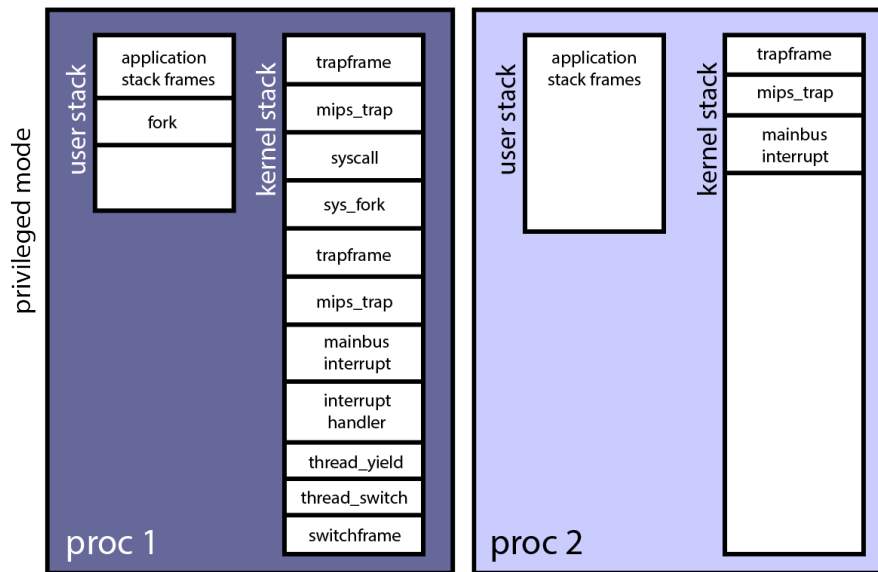 privileged mode
user stack
application
stack frames
fork
kernel stack
trapframe
mips_trap
syscall
sys_fork
trapframe
mips_trap
mainbus
interrupt
interrupt
handler
thread_yield
thread_switch
switchframe
proc 1
user stack
application
stack frames
kernel stack
trapframe
mips_trap
mainbus
interrupt
proc 2